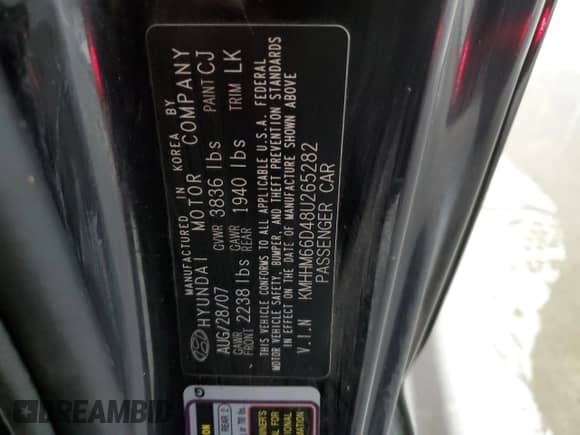 MANUFACTURED IN KOREA BY
HYUNDAI MOTOR COMPANY
AUG/28/07 GVWR 3836 lbs PAINT CJ
GAWR FRONT 2238 lbs GAWR REAR 1940 lbs TRIM LK
THIS VEHICLE CONFORMS TO ALL APPLICABLE U.S.A. FEDERAL
MOTOR VEHICLE SAFETY, BUMPER, AND THEFT PREVENTION STANDARDS
IN EFFECT ON THE DATE OF MANUFACTURE SHOWN ABOVE
V.I.N KMHHM66D48U265282
PASSENGER CAR
REAR 2
DREAMBID